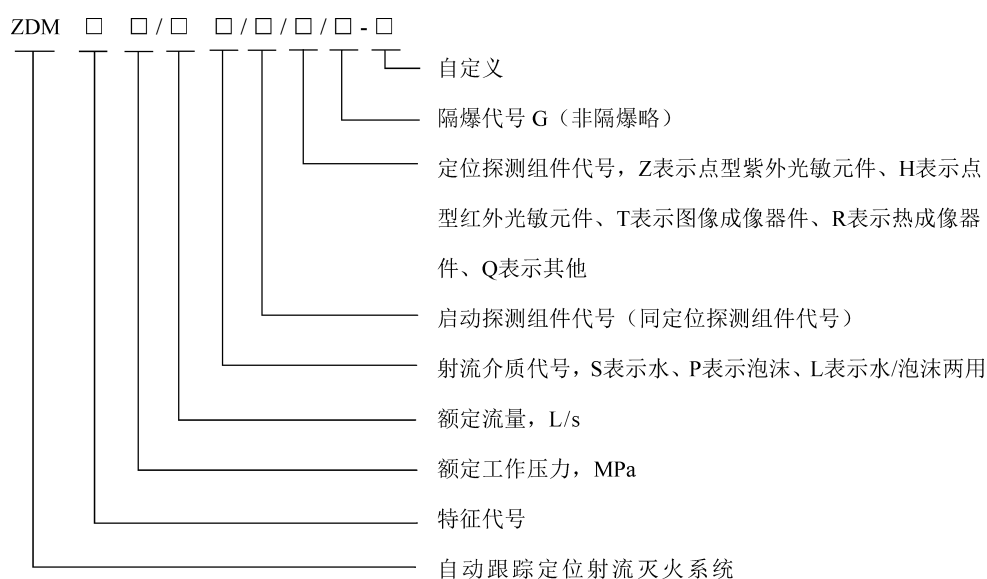 ZDM □ □/□ □/□/□/□-□
自定义
隔爆代号 G（非隔爆略）
定位探测组件代号，Z表示点型紫外光敏元件、H表示点
型红外光敏元件、T表示图像成像器件、R表示热成像器
件、Q表示其他
启动探测组件代号（同定位探测组件代号）
射流介质代号，S表示水、P表示泡沫、L表示水/泡沫两用
额定流量，L/s
额定工作压力，MPa
特征代号
自动跟踪定位射流灭火系统